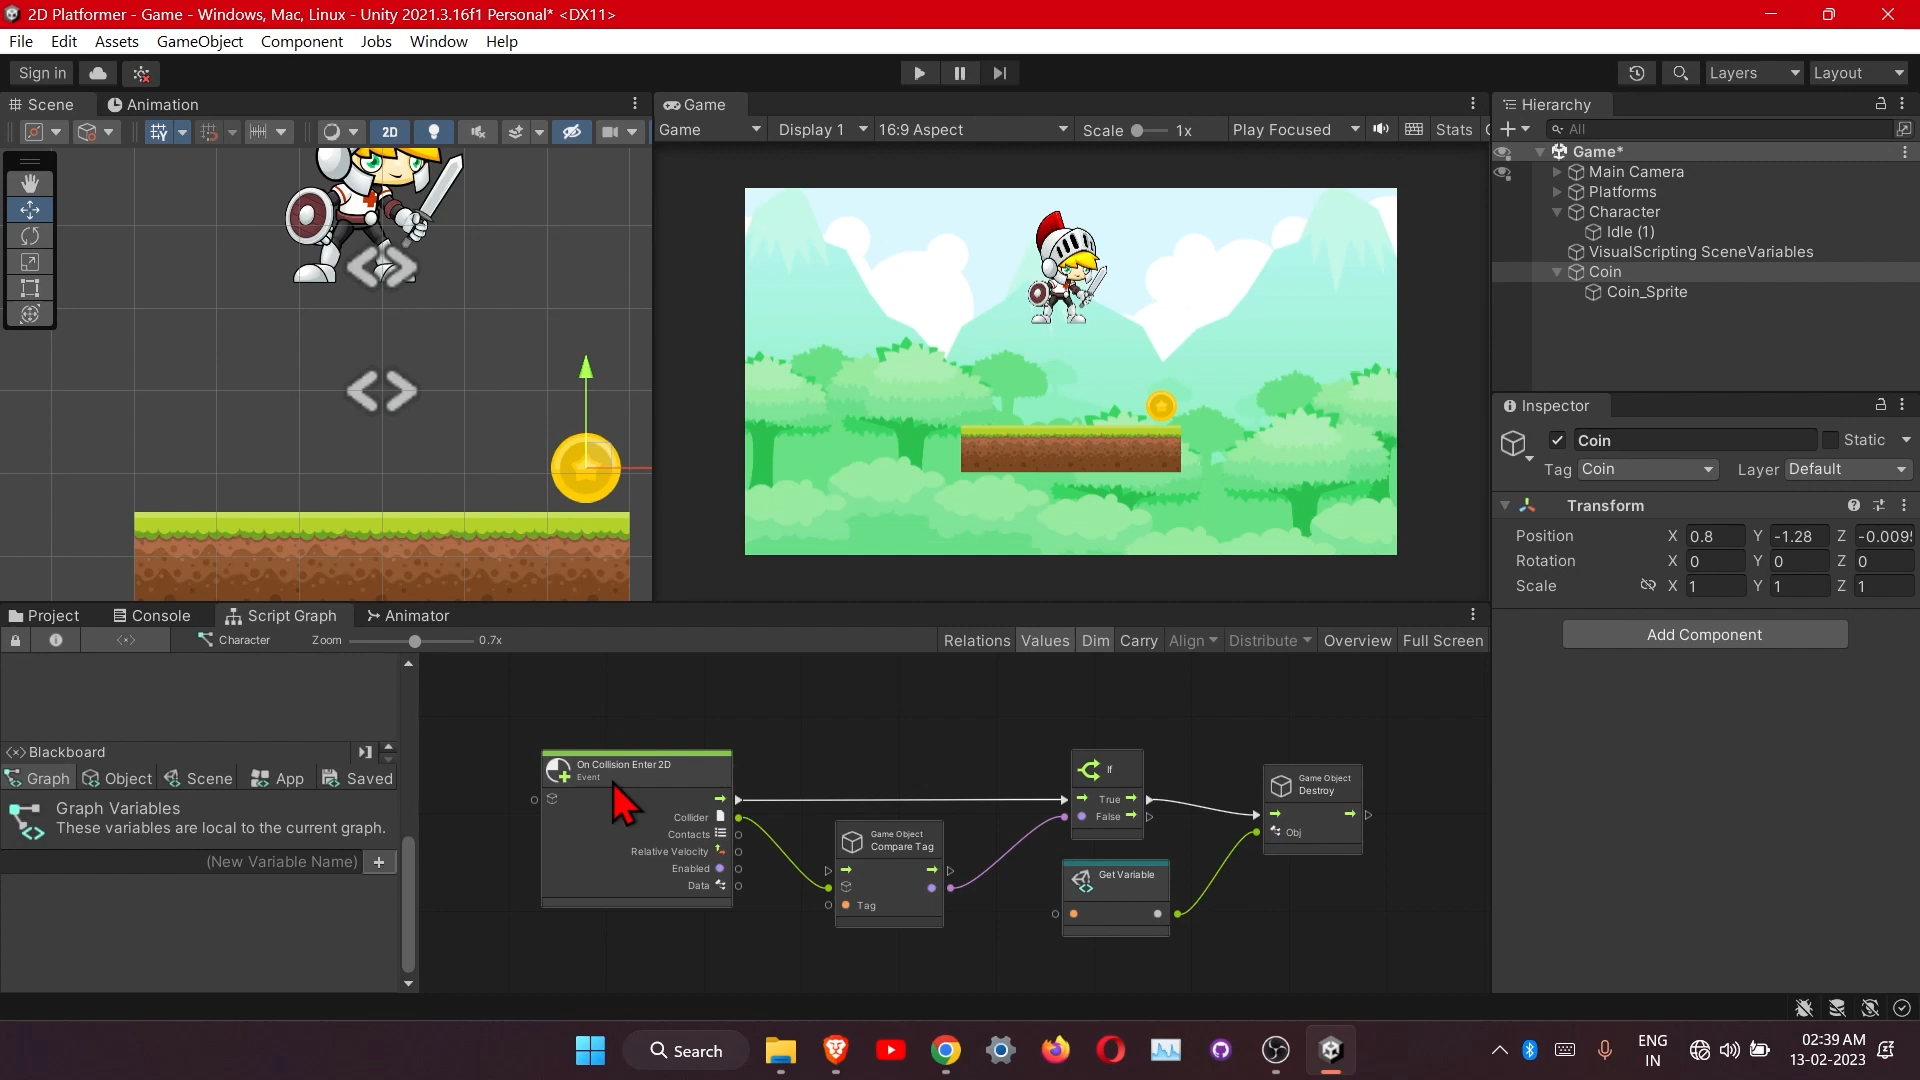 2D Platformer - Game - Windows, Mac, Linux - Unity 2021.3.16f1 Personal* <DX11>
File Edit Assets GameObject Component Jobs Window Help
Sign in
Layers Layout
Scene Animation
2D
Game
Game Display 1 16:9 Aspect Scale 1x Play Focused Stats
Hierarchy
All
Game*
Main Camera
Platforms
Character
Idle (1)
VisualScripting SceneVariables
Coin
Coin_Sprite
Inspector
Coin Static
Tag Coin Layer Default
Transform
Position X 0.8 Y -1.28 Z -0.009
Rotation X 0 Y 0 Z 0
Scale X 1 Y 1 Z 1
Add Component
Project Console Script Graph Animator
Character Zoom 0.7x Relations Values Dim Carry Align Distribute Overview Full Screen
Blackboard
Graph Object Scene App Saved
Graph Variables
These variables are local to the current graph.
(New Variable Name) +
On Collision Enter 2D
Event
Collider
Contacts
Relative Velocity
Enabled
Data
Game Object
Compare Tag
Tag
If
True
False
Get Variable
Game Object
Destroy
Obj
Search
ENG
IN
02:39 AM
13-02-2023